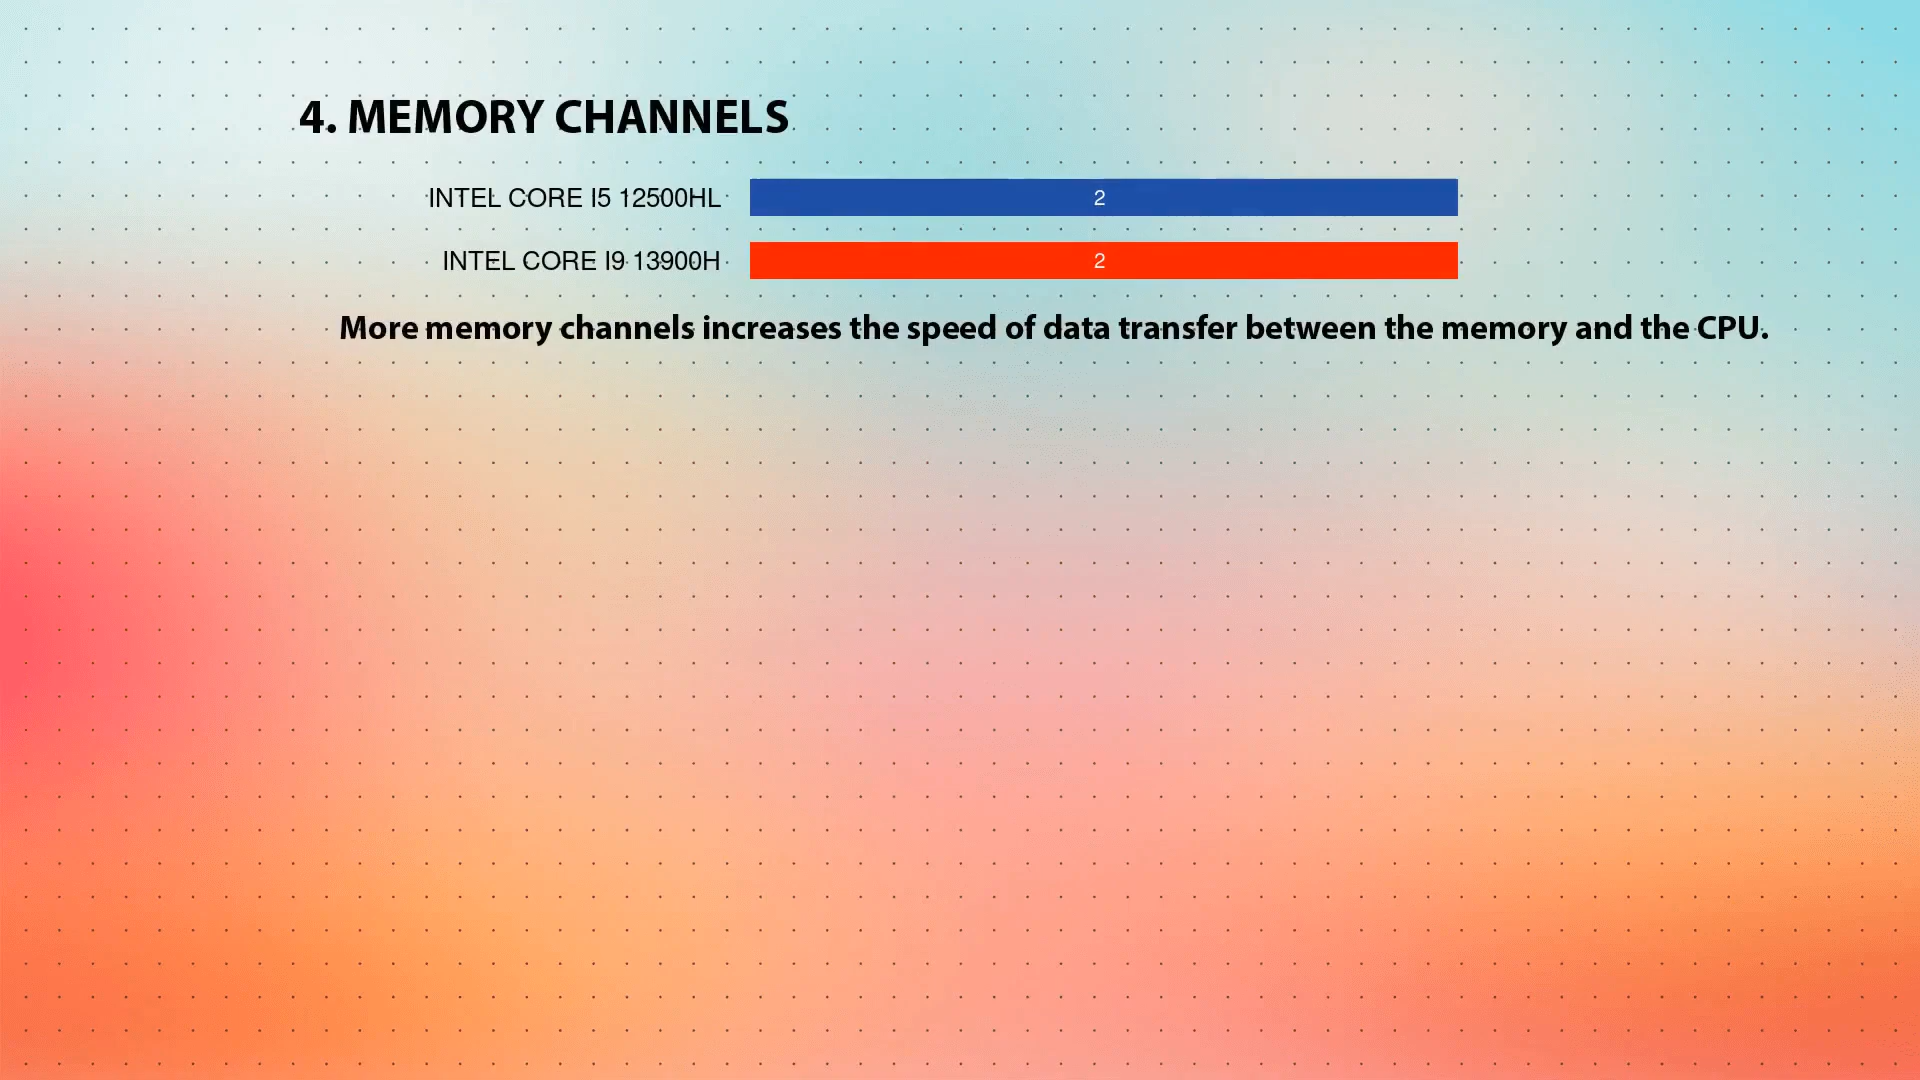 4. MEMORY CHANNELS
INTEL CORE I5 12500HL 2
INTEL CORE I9 13900H 2
More memory channels increases the speed of data transfer between the memory and the CPU.